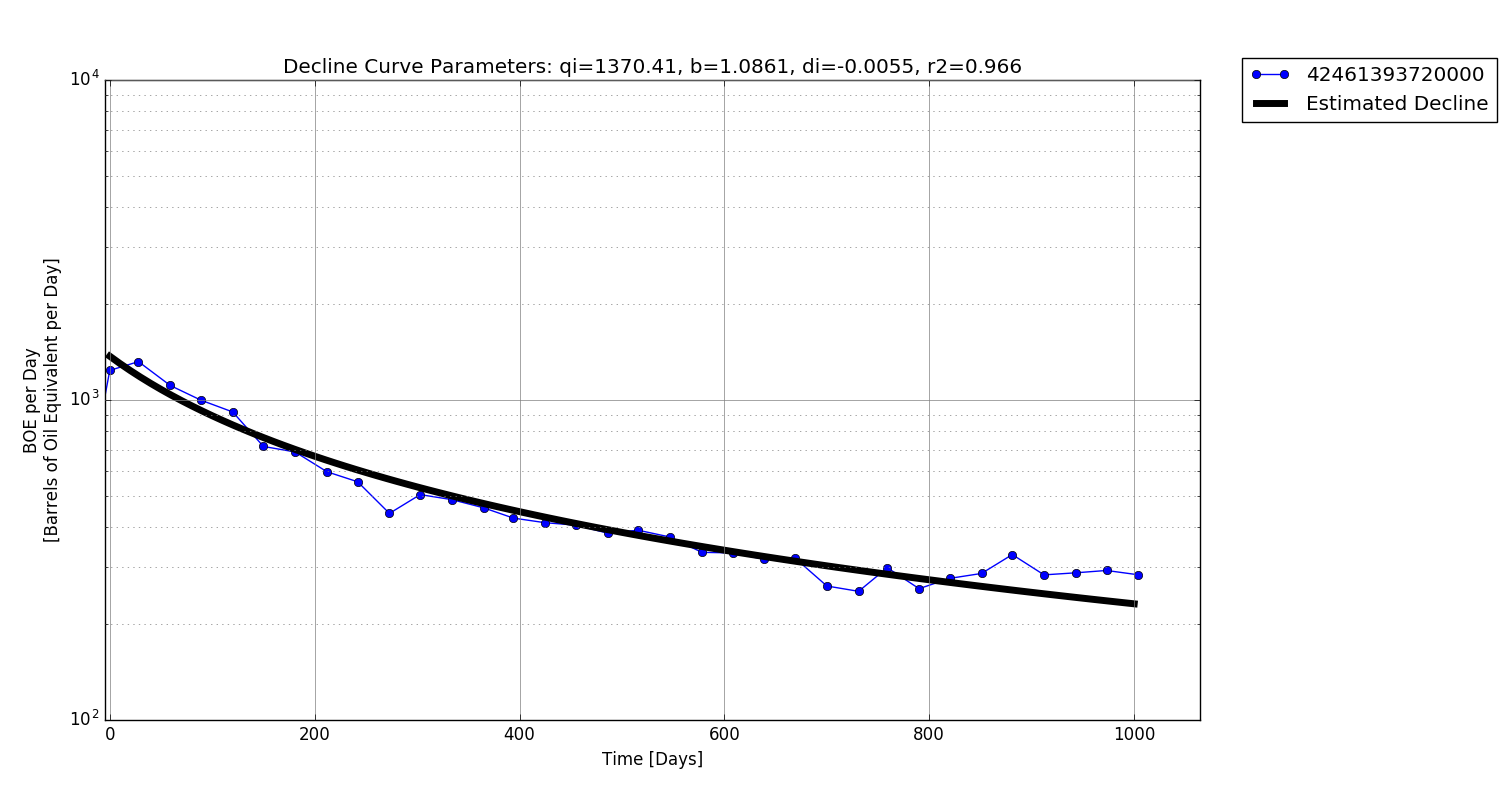 Decline Curve Parameters: qi=1370.41, b=1.0861, di=-0.0055, r2=0.966
42461393720000
Estimated Decline
10^4
10^3
10^2
BOE per Day
[Barrels of Oil Equivalent per Day]
0 200 400 600 800 1000
Time [Days]